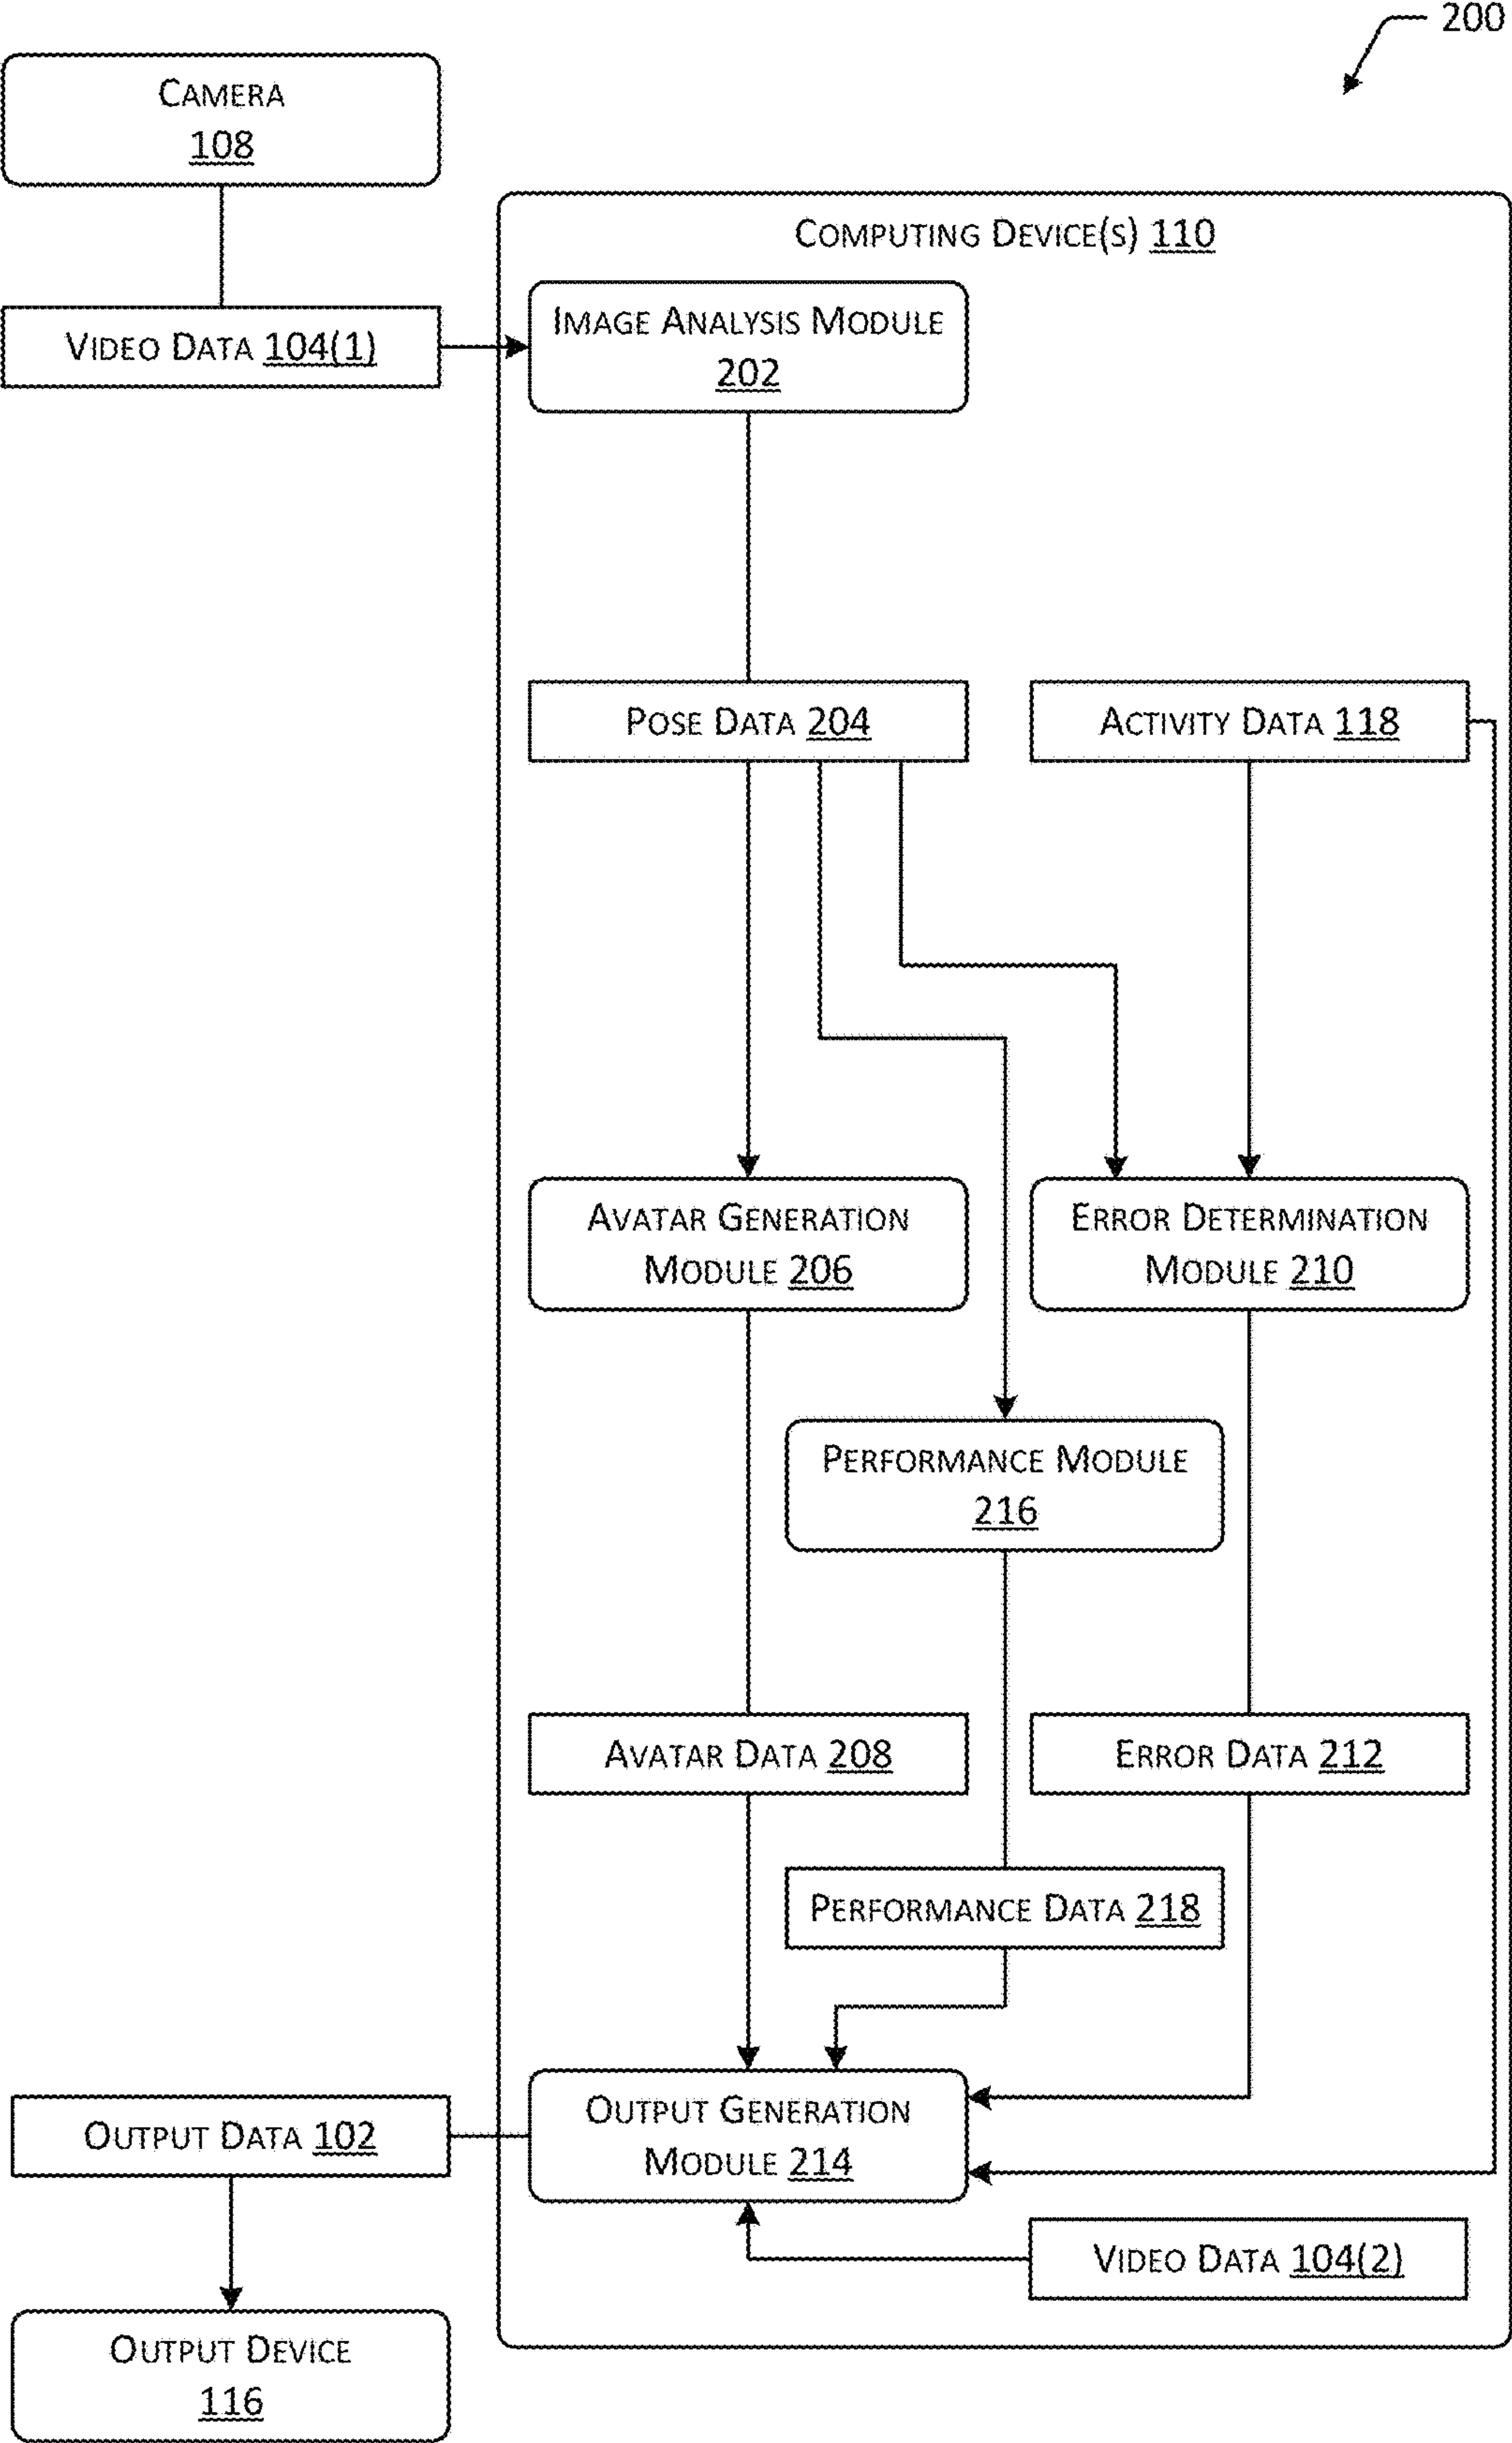 200
CAMERA
108
COMPUTING DEVICE(S) 110
VIDEO DATA 104(1)
IMAGE ANALYSIS MODULE
202
POSE DATA 204
ACTIVITY DATA 118
AVATAR GENERATION
MODULE 206
ERROR DETERMINATION
MODULE 210
PERFORMANCE MODULE
216
AVATAR DATA 208
ERROR DATA 212
PERFORMANCE DATA 218
OUTPUT DATA 102
OUTPUT GENERATION
MODULE 214
VIDEO DATA 104(2)
OUTPUT DEVICE
116